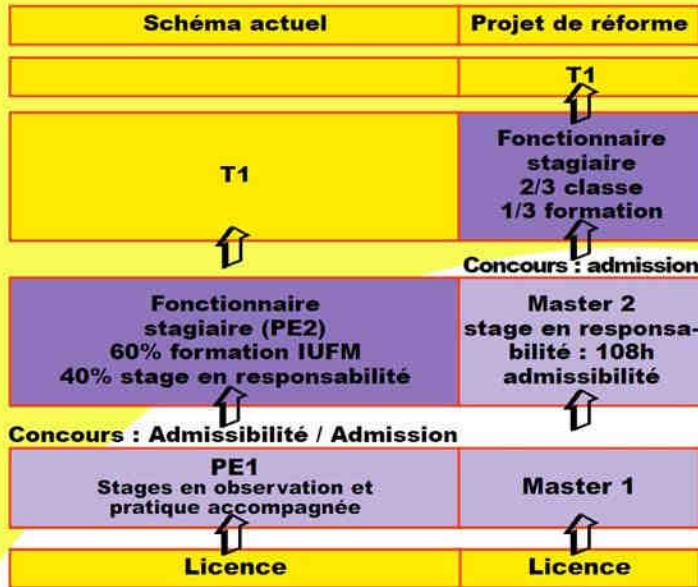 Schéma actuel
Projet de réforme
T1
T1
Fonctionnaire
stagiaire
2/3 classe
1/3 formation
Concours : admission
Fonctionnaire
stagiaire (PE2)
60% formation IUFM
40% stage en responsabilité
Master 2
stage en responsa-
bilité : 108h
admissibilité
Concours : Admissibilité / Admission
PE1
Stages en observation et
pratique accompagnée
Master 1
Licence
Licence